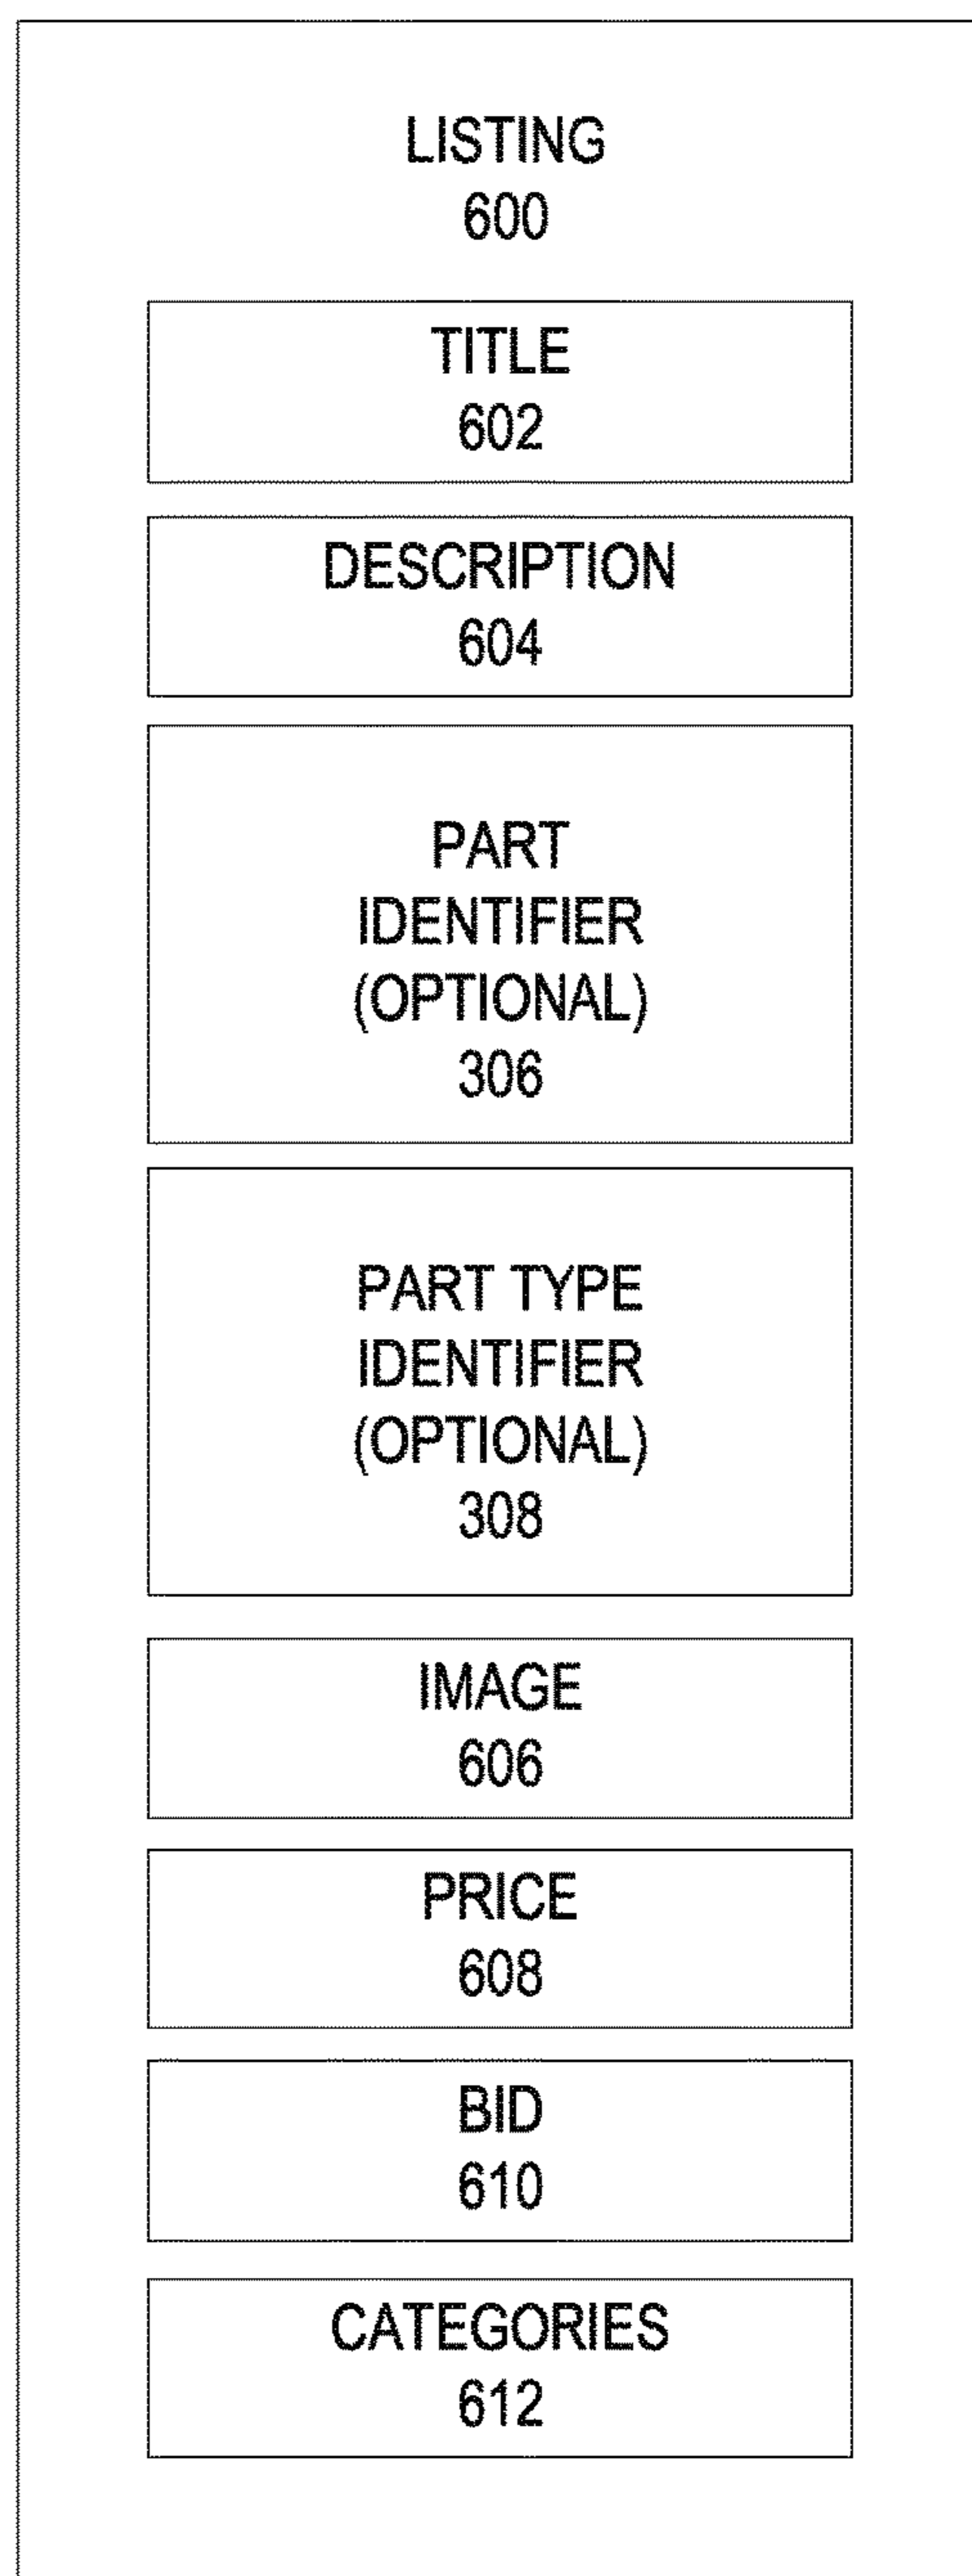 LISTING
600
TITLE
602
DESCRIPTION
604
PART
IDENTIFIER
(OPTIONAL)
306
PART TYPE
IDENTIFIER
(OPTIONAL)
308
IMAGE
606
PRICE
608
BID
610
CATEGORIES
612